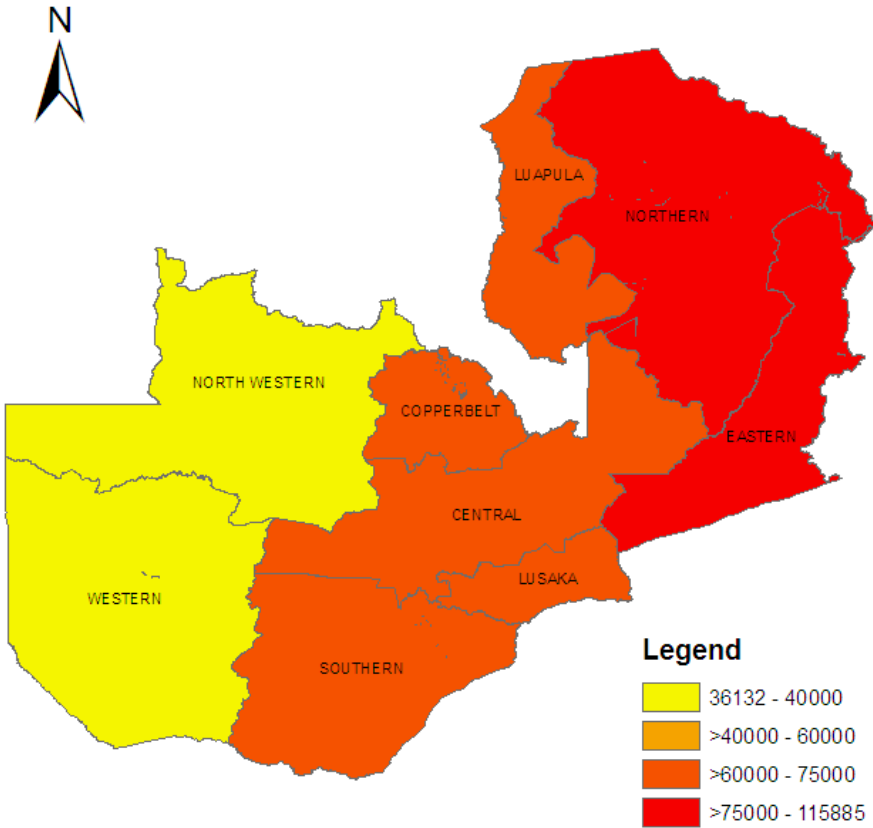 N
LUAPULA
NORTHERN
NORTH WESTERN
COPPERBELT
EASTERN
CENTRAL
LUSAKA
WESTERN
SOUTHERN
Legend
36132 - 40000
>40000 - 60000
>60000 - 75000
>75000 - 115885